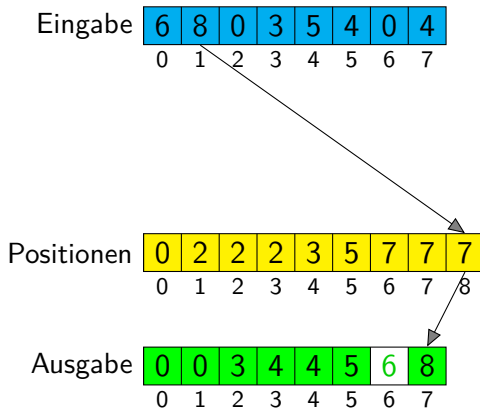 Eingabe 6 8 0 3 5 4 0 4
0 1 2 3 4 5 6 7
Positionen 0 2 2 2 3 5 7 7 7
0 1 2 3 4 5 6 7 8
Ausgabe 0 0 3 4 4 5 6 8
0 1 2 3 4 5 6 7